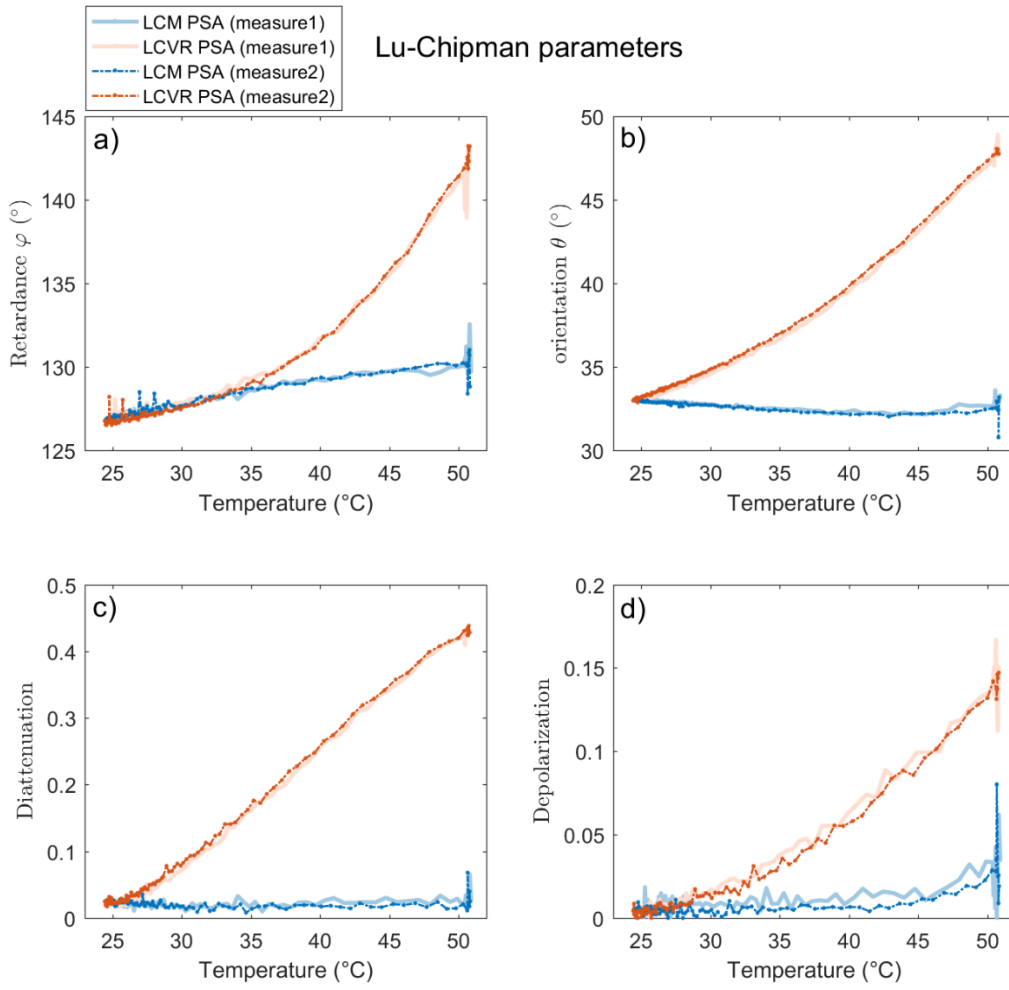 LCM PSA (measure1)
LCVR PSA (measure1)
LCM PSA (measure2)
LCVR PSA (measure2)
Lu-Chipman parameters
a)
145
140
135
130
125
Retardance φ (°)
25 30 35 40 45 50
Temperature (°C)
b)
50
45
40
35
30
orientation θ (°)
25 30 35 40 45 50
Temperature (°C)
c)
0.5
0.4
0.3
0.2
0.1
0
Diattenuation
25 30 35 40 45 50
Temperature (°C)
d)
0.2
0.15
0.1
0.05
0
Depolarization
25 30 35 40 45 50
Temperature (°C)